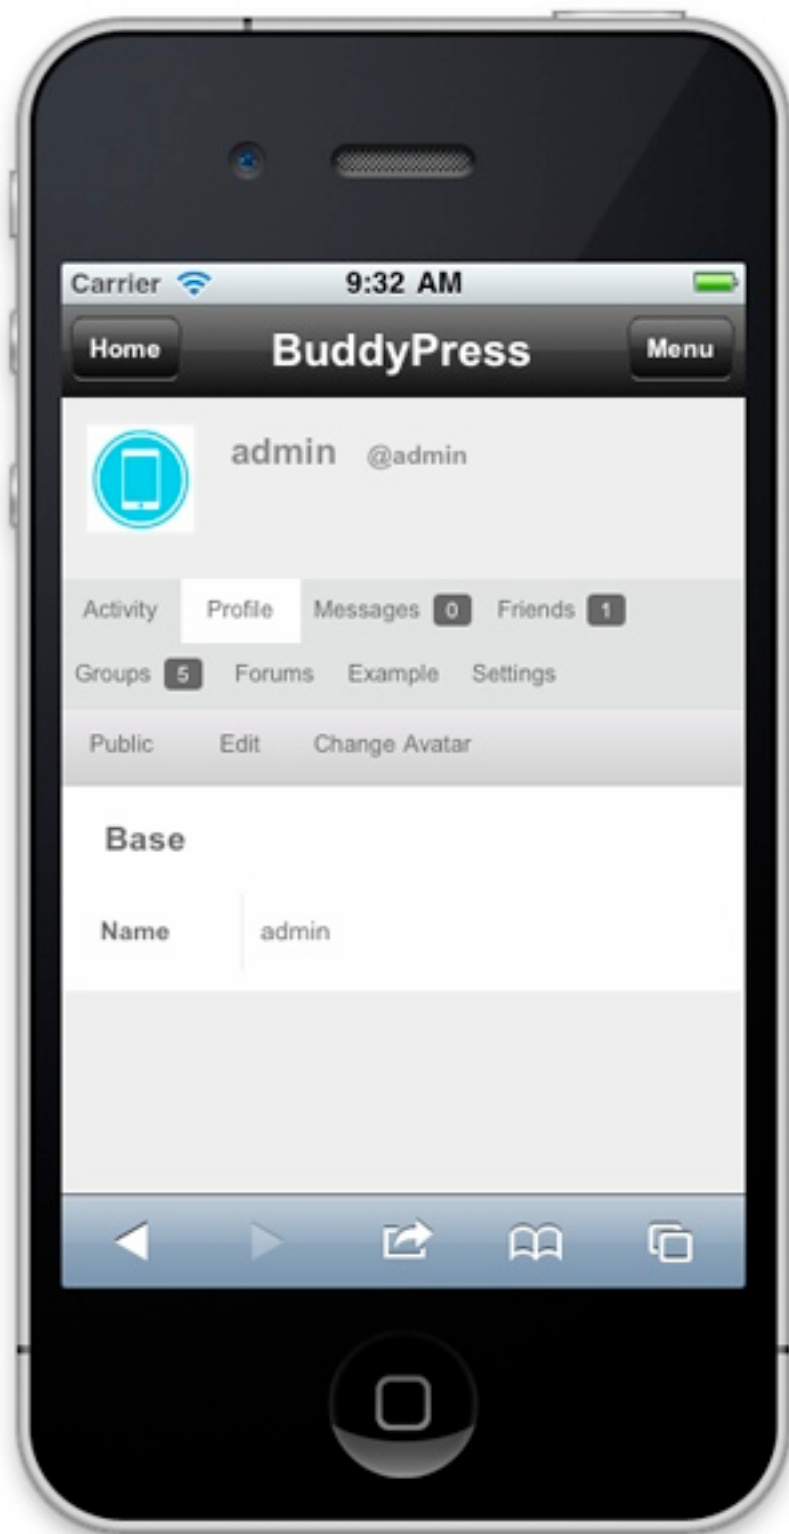 Carrier 9:32 AM
Home BuddyPress Menu
admin @admin
Activity Profile Messages 0 Friends 1
Groups 5 Forums Example Settings
Public Edit Change Avatar
Base
Name admin